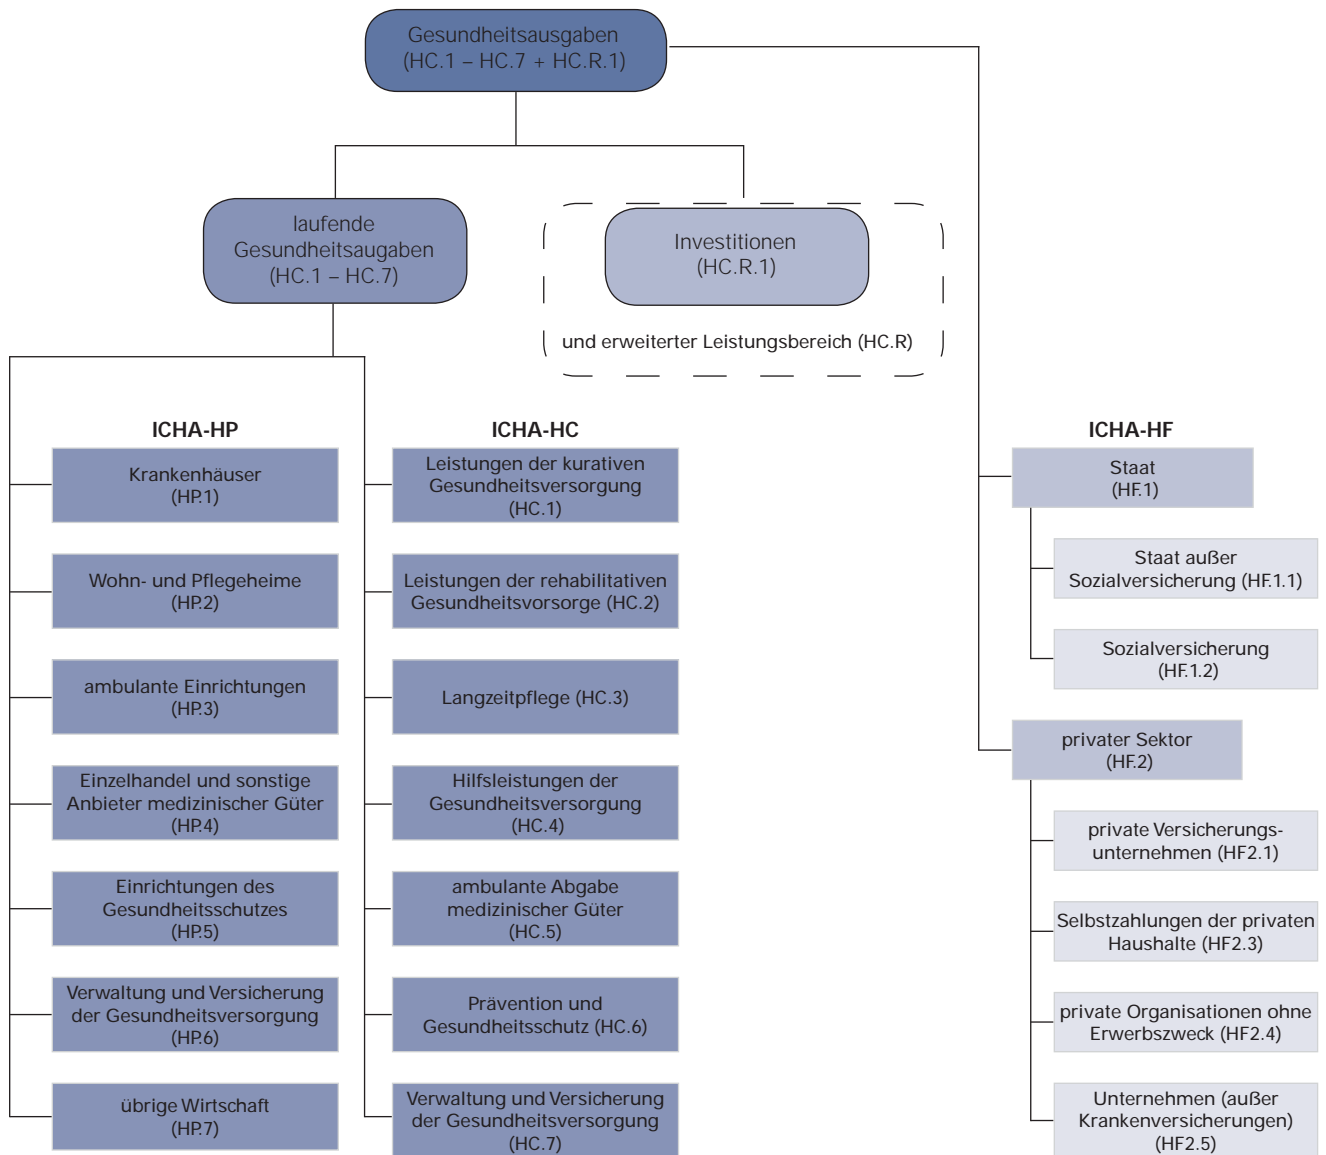 Gesundheitsausgaben
(HC.1 – HC.7 + HC.R.1)
laufende
Gesundheitsaugaben
(HC.1 – HC.7)
Investitionen
(HC.R.1)
und erweiterter Leistungsbereich (HC.R)
ICHA-HP
Krankenhäuser
(HP.1)
Wohn- und Pflegeheime
(HP.2)
ambulante Einrichtungen
(HP.3)
Einzelhandel und sonstige
Anbieter medizinischer Güter
(HP.4)
Einrichtungen des
Gesundheitsschutzes
(HP.5)
Verwaltung und Versicherung
der Gesundheitsversorgung
(HP.6)
übrige Wirtschaft
(HP.7)
ICHA-HC
Leistungen der kurativen
Gesundheitsversorgung
(HC.1)
Leistungen der rehabilitativen
Gesundheitsvorsorge (HC.2)
Langzeitpflege (HC.3)
Hilfsleistungen der
Gesundheitsversorgung
(HC.4)
ambulante Abgabe
medizinischer Güter
(HC.5)
Prävention und
Gesundheitsschutz (HC.6)
Verwaltung und Versicherung
der Gesundheitsversorgung
(HC.7)
ICHA-HF
Staat
(HF.1)
Staat außer
Sozialversicherung (HF.1.1)
Sozialversicherung
(HF.1.2)
privater Sektor
(HF.2)
private Versicherungs-
unternehmen (HF2.1)
Selbstzahlungen der privaten
Haushalte (HF2.3)
private Organisationen ohne
Erwerbszweck (HF2.4)
Unternehmen (außer
Krankenversicherungen)
(HF2.5)